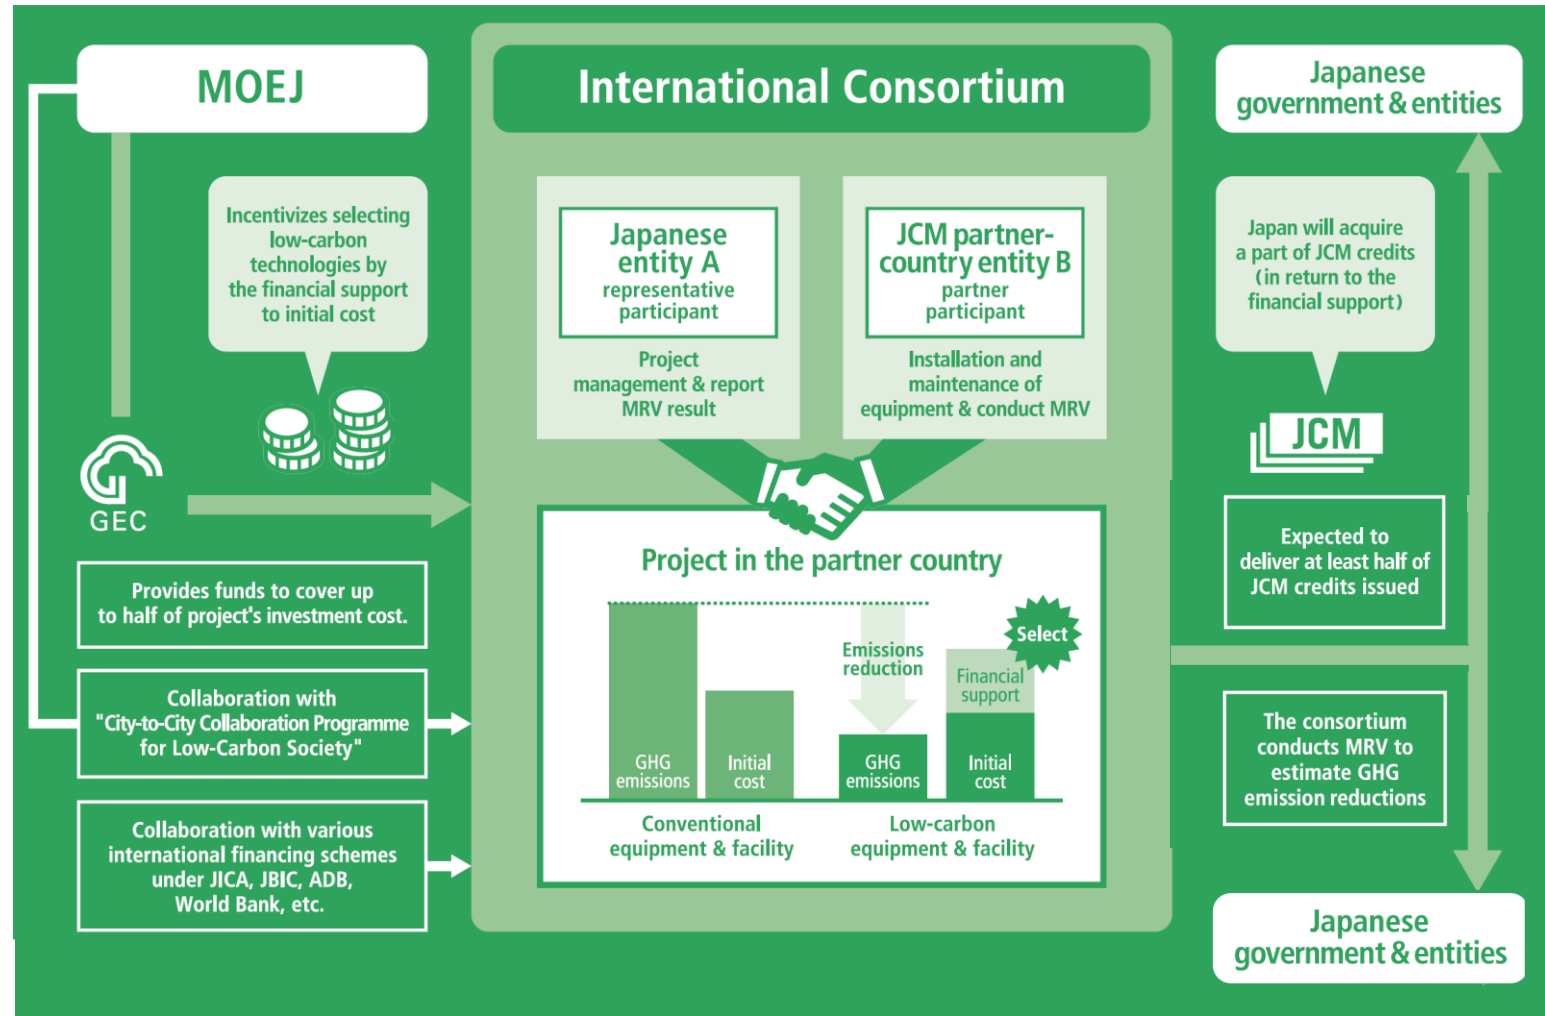 MOEJ
Incentivizes selecting
low-carbon
technologies by
the financial support
to initial cost
GEC
Provides funds to cover up
to half of project's investment cost.
Collaboration with
"City-to-City Collaboration Programme
for Low-Carbon Society"
Collaboration with various
international financing schemes
under JICA, JBIC, ADB,
World Bank, etc.
International Consortium
Japanese
entity A
representative
participant
Project
management & report
MRV result
JCM partner-
country entity B
partner
participant
Installation and
maintenance of
equipment & conduct MRV
Project in the partner country
GHG
emissions
Initial
cost
Conventional
equipment & facility
Emissions
reduction
GHG
emissions
Select
Financial
support
Initial
cost
Low-carbon
equipment & facility
Japanese
government & entities
Japan will acquire
a part of JCM credits
(in return to the
financial support)
JCM
Expected to
deliver at least half of
JCM credits issued
The consortium
conducts MRV to
estimate GHG
emission reductions
Japanese
government & entities